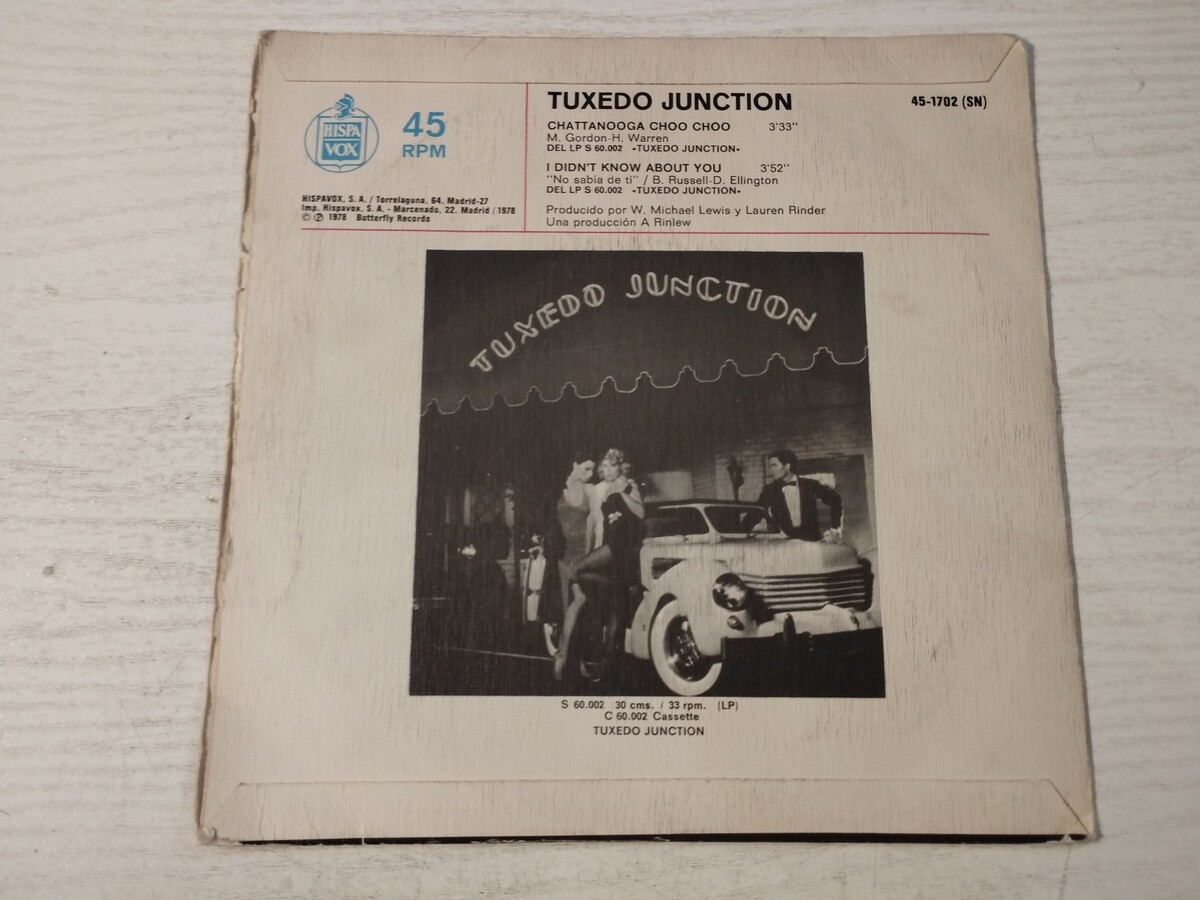 HISPA
VOX
45
RPM
HISPAVOX, S. A. / Torrelaguna, 64. Madrid-27
Imp. Hispavox, S. A. - Marcenado, 22. Madrid / 1978
© ℗ 1978 Butterfly Records
TUXEDO JUNCTION
45-1702 (SN)
CHATTANOOGA CHOO CHOO 3'33"
M. Gordon-H. Warren
DEL LP S 60.002 «TUXEDO JUNCTION»
I DIDN'T KNOW ABOUT YOU 3'52"
"No sabía de ti" / B. Russell-D. Ellington
DEL LP S 60.002 «TUXEDO JUNCTION»
Producido por W. Michael Lewis y Lauren Rinder
Una producción A Rinlew
TUXEDO JUNCTION
S 60.002 30 cms. / 33 rpm. (LP)
C 60.002 Cassette
TUXEDO JUNCTION